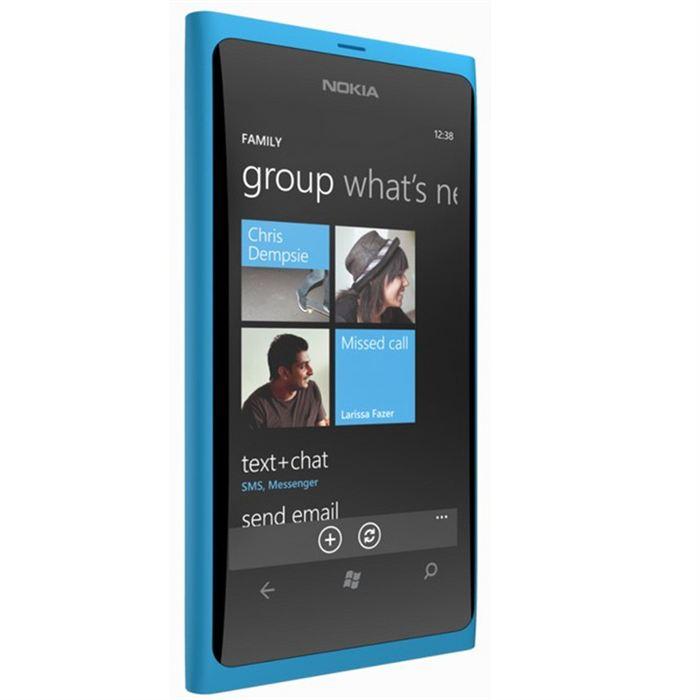 NOKIA
FAMILY
12:38
group what's ne
Chris
Dempsie
Missed call
Larissa Fazer
text+chat
SMS, Messenger
send email